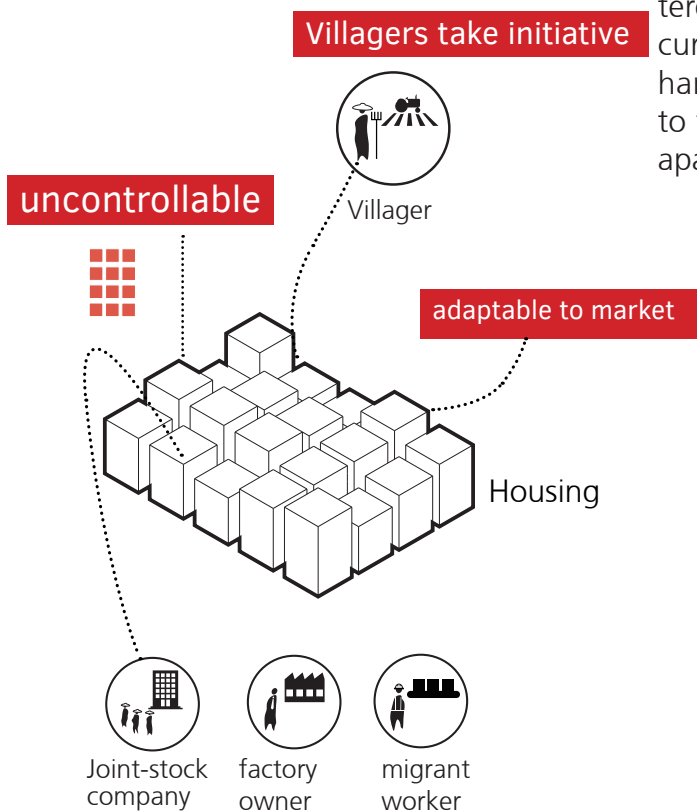 Villagers take initiative
Villager
uncontrollable
adaptable to market
Housing
Joint-stock
company
factory
owner
migrant
worker